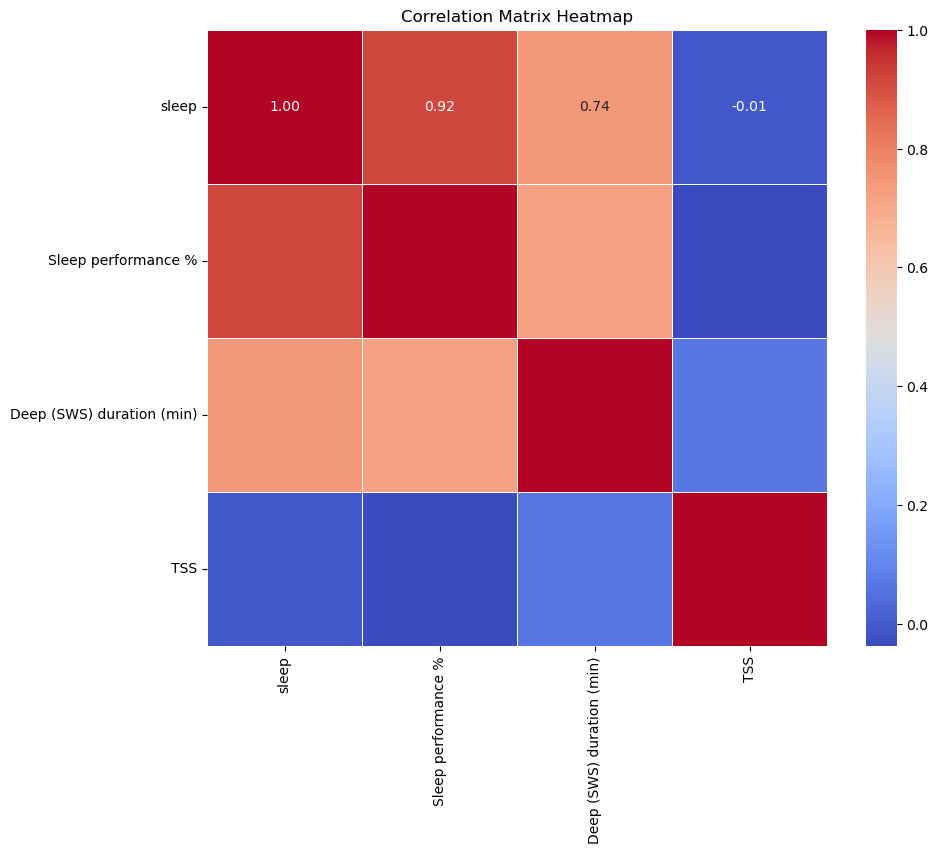 Correlation Matrix Heatmap
sleep
1.00 0.92 0.74 -0.01
Sleep performance %
Deep (SWS) duration (min)
TSS
sleep
Sleep performance %
Deep (SWS) duration (min)
TSS
1.0
0.8
0.6
0.4
0.2
0.0